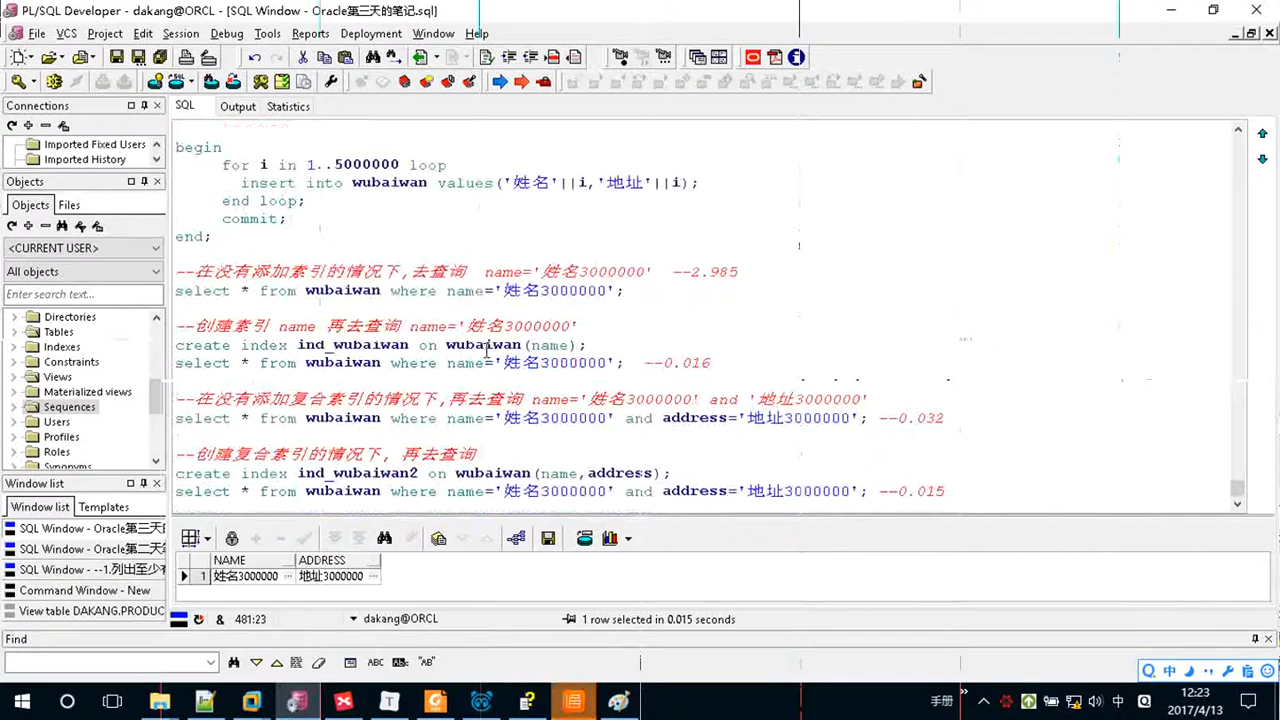 PL/SQL Developer - dakang@ORCL - [SQL Window - Oracle第三天的笔记.sql]
File VCS Project Edit Session Debug Tools Reports Deployment Window Help
Connections
SQL Output Statistics
Imported Fixed Users
Imported History
Objects
Objects Files
<CURRENT USER>
All objects
Enter search text...
Directories
Tables
Indexes
Constraints
Views
Materialized views
Sequences
Users
Profiles
Roles
Synonyms
Window list
Window list Templates
SQL Window - Oracle第三天
SQL Window - Oracle第二天
SQL Window - --1.列出至少有
Command Window - New
View table DAKANG.PRODUC
begin
for i in 1..5000000 loop
insert into wubaiwan values('姓名'||i,'地址'||i);
end loop;
commit;
end;
--在没有添加索引的情况下,去查询 name='姓名3000000' --2.985
select * from wubaiwan where name='姓名3000000';
--创建索引 name 再去查询 name='姓名3000000'
create index ind_wubaiwan on wubaiwan(name);
select * from wubaiwan where name='姓名3000000'; --0.016
--在没有添加复合索引的情况下,再去查询 name='姓名3000000' and '地址3000000'
select * from wubaiwan where name='姓名3000000' and address='地址3000000'; --0.032
--创建复合索引的情况下, 再去查询
create index ind_wubaiwan2 on wubaiwan(name,address);
select * from wubaiwan where name='姓名3000000' and address='地址3000000'; --0.015
NAME ADDRESS
1 姓名3000000 ... 地址3000000 ...
& 481:23 dakang@ORCL 1 row selected in 0.015 seconds
Find
ABC "AB"
手册 中 12:23
2017/4/13